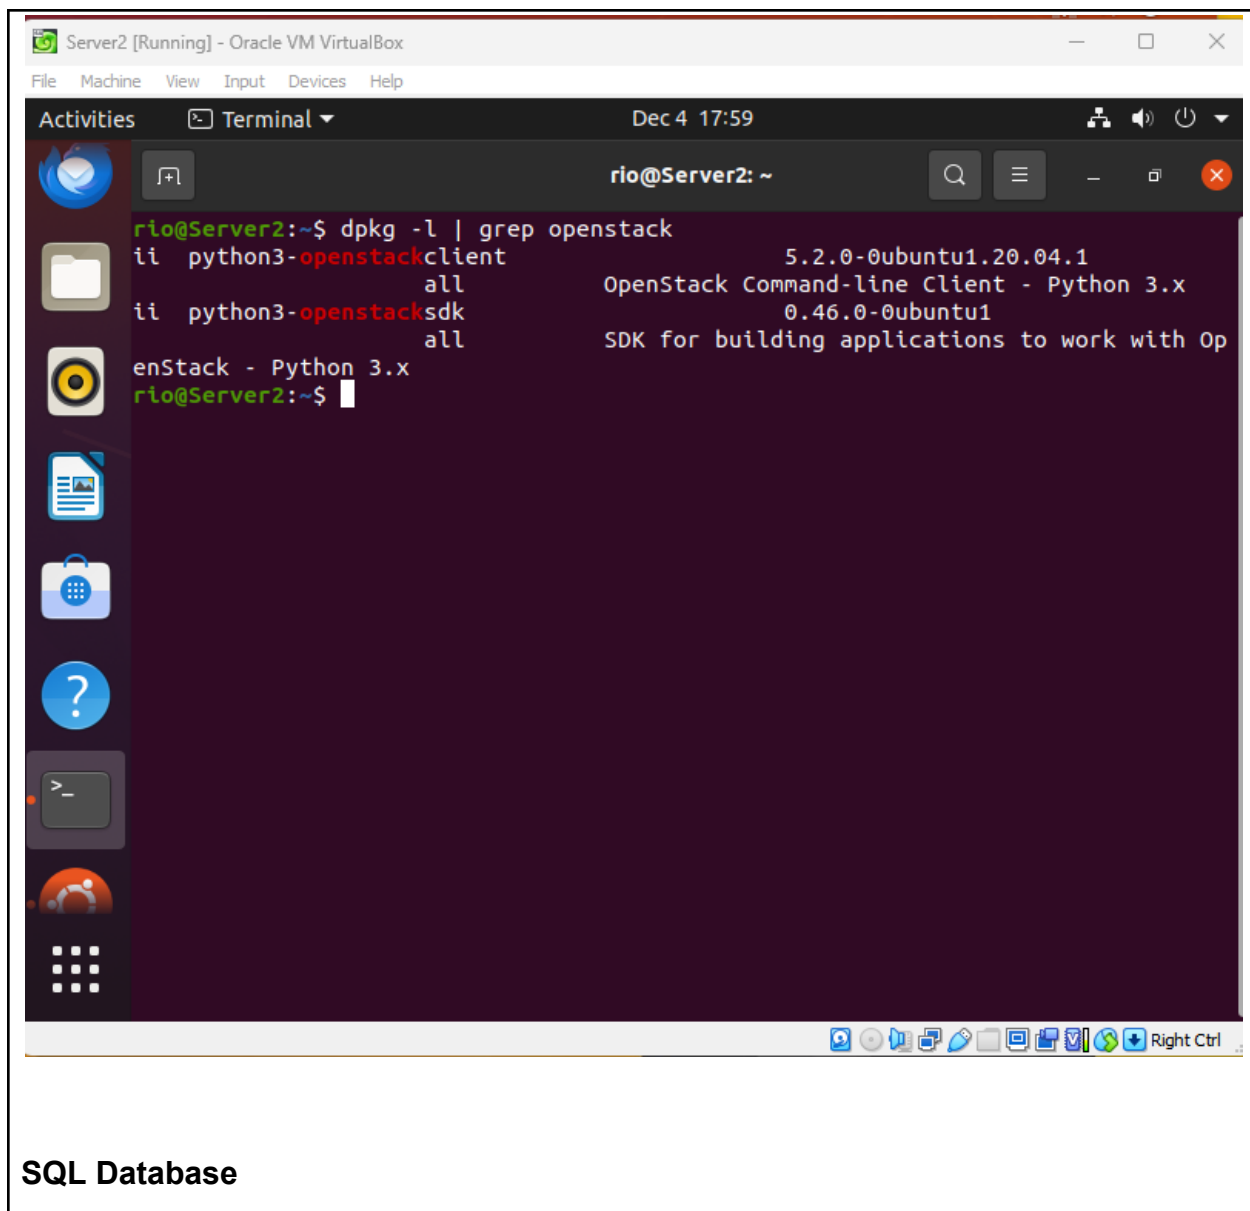 Server2 [Running] - Oracle VM VirtualBox
File Machine View Input Devices Help
Activities Terminal Dec 4 17:59
rio@Server2: ~
rio@Server2:~$ dpkg -l | grep openstack
ii python3-openstackclient 5.2.0-0ubuntu1.20.04.1
all OpenStack Command-line Client - Python 3.x
ii python3-openstacksdk 0.46.0-0ubuntu1
all SDK for building applications to work with Op
enStack - Python 3.x
rio@Server2:~$
Right Ctrl
SQL Database